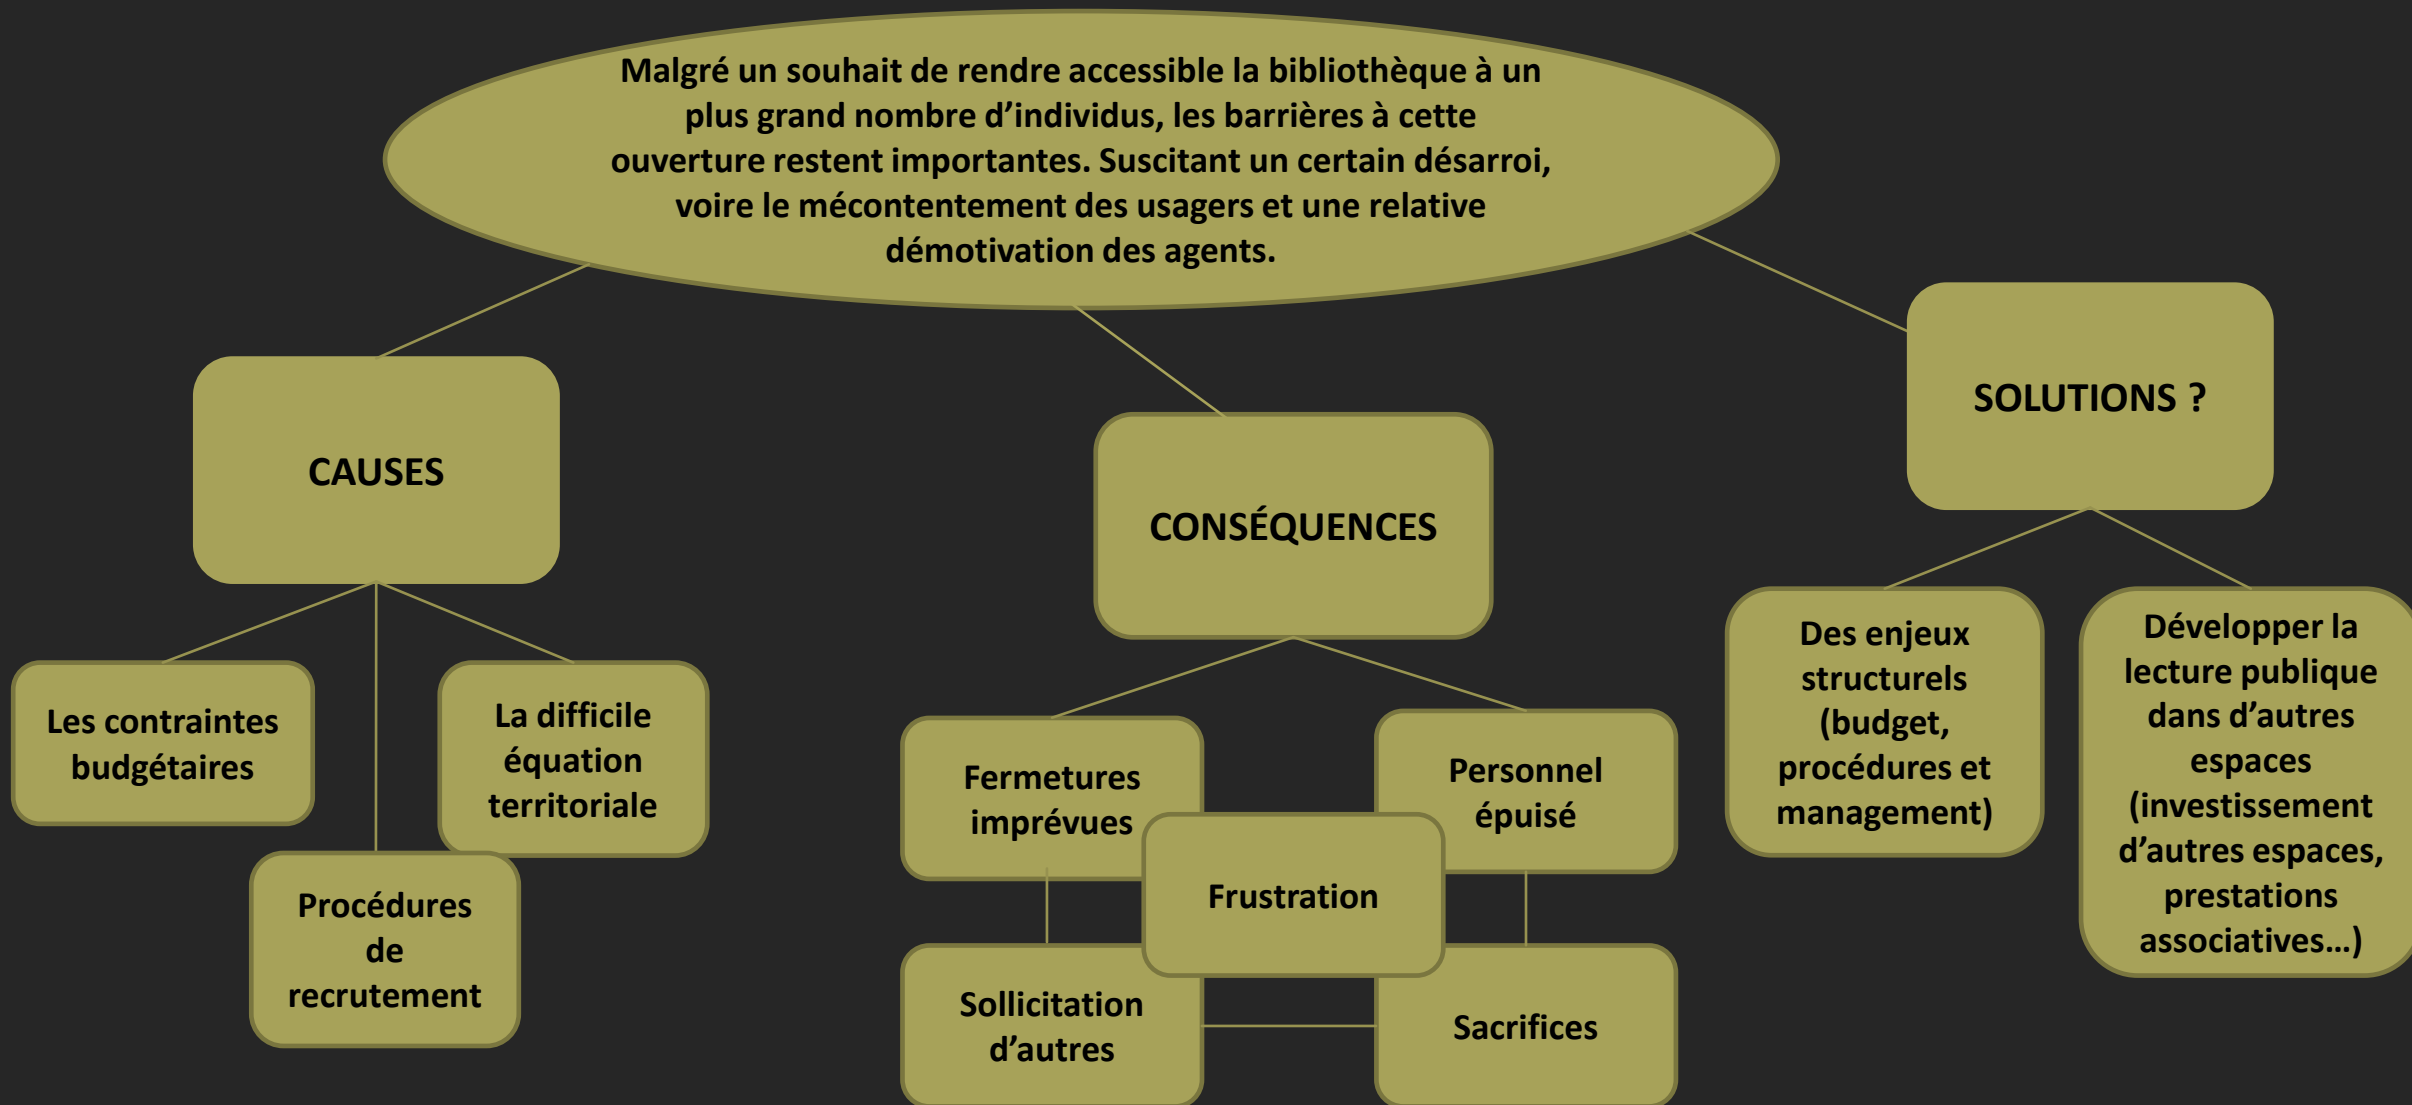 Malgré un souhait de rendre accessible la bibliothèque à un
plus grand nombre d’individus, les barrières à cette
ouverture restent importantes. Suscitant un certain désarroi,
voire le mécontentement des usagers et une relative
démotivation des agents.
CAUSES
Les contraintes
budgétaires
Procédures
de
recrutement
La difficile
équation
territoriale
CONSÉQUENCES
Fermetures
imprévues
Personnel
épuisé
Frustration
Sollicitation
d’autres
Sacrifices
SOLUTIONS ?
Des enjeux
structurels
(budget,
procédures et
management)
Développer la
lecture publique
dans d’autres
espaces
(investissement
d’autres espaces,
prestations
associatives…)